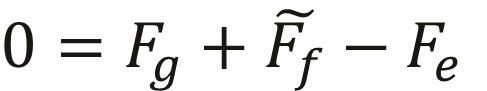 0 = F_g + \widetilde{F}_f − F_e